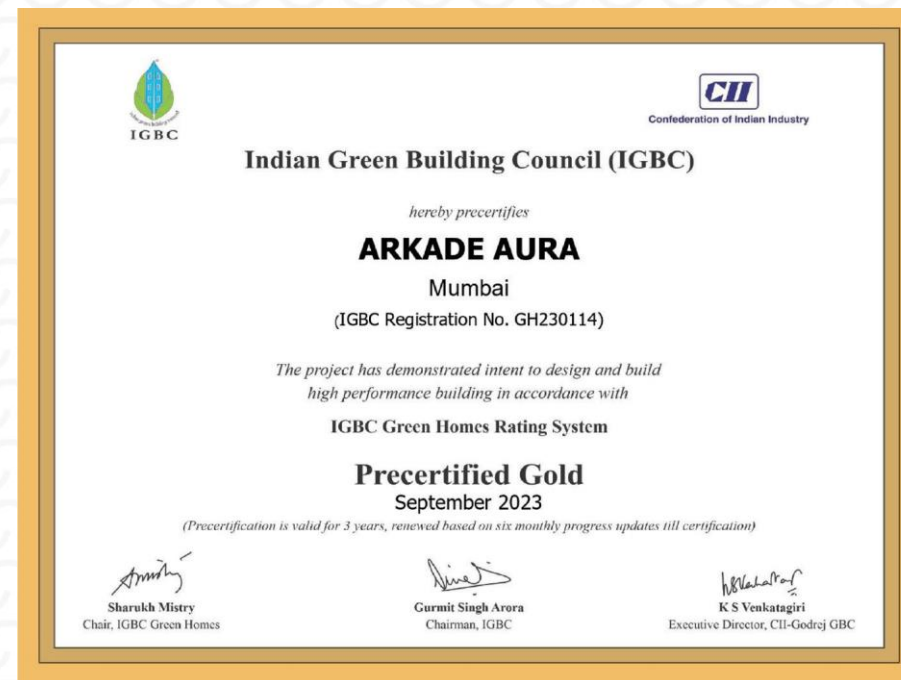 IGBC
CII
Confederation of Indian Industry
Indian Green Building Council (IGBC)
hereby precertifies
ARKADE AURA
Mumbai
(IGBC Registration No. GH230114)
The project has demonstrated intent to design and build
high performance building in accordance with
IGBC Green Homes Rating System
Precertified Gold
September 2023
(Precertification is valid for 3 years, renewed based on six monthly progress updates till certification)
Sharukh Mistry
Chair, IGBC Green Homes
Gurmit Singh Arora
Chairman, IGBC
K S Venkatagiri
Executive Director, CII-Godrej GBC